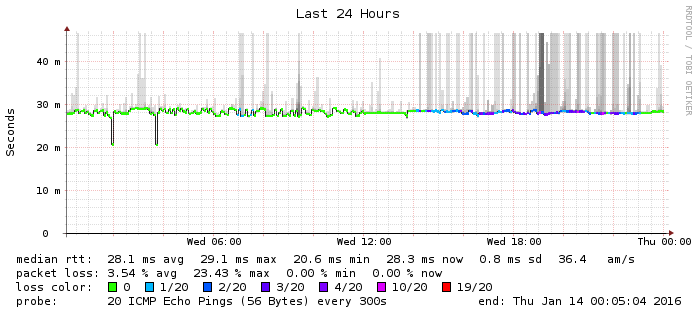 Last 24 Hours
RRDTOOL / TOBI OETIKER
Seconds
40 m
30 m
20 m
10 m
0
Wed 06:00 Wed 12:00 Wed 18:00 Thu 00:00
median rtt: 28.1 ms avg 29.1 ms max 20.6 ms min 28.3 ms now 0.8 ms sd 36.4 am/s
packet loss: 3.54 % avg 23.43 % max 0.00 % min 0.00 % now
loss color: 0 1/20 2/20 3/20 4/20 10/20 19/20
probe: 20 ICMP Echo Pings (56 Bytes) every 300s end: Thu Jan 14 00:05:04 2016